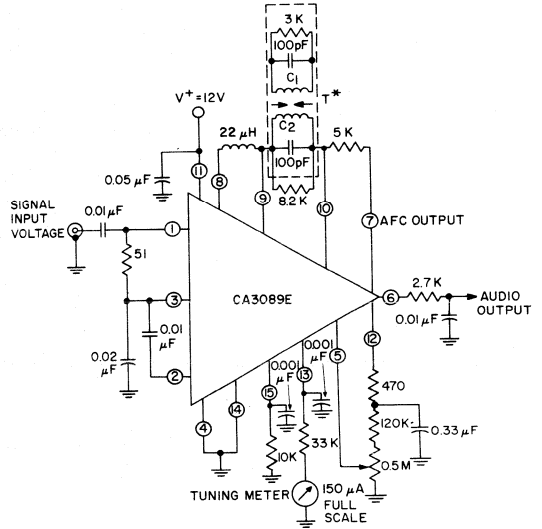 3 K
100pF
C1
T*
V+ = 12V
22 μH
C2
5 K
100pF
0.05 μF
11
8
9
8.2 K
10
7 AFC OUTPUT
SIGNAL
INPUT
VOLTAGE
0.01 μF
1
51
3
CA3089E
6
2.7 K
AUDIO
OUTPUT
0.01 μF
0.01
μF
0.02
μF
2
12
0.001
μF
5
0.001
μF
13
15
470
4
14
120K
0.33 μF
10K
33 K
0.5M
TUNING METER
150 μA
FULL
SCALE